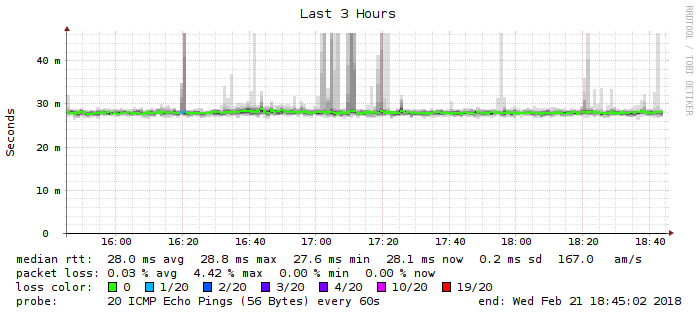 Last 3 Hours
RRDTOOL / TOBI OETIKER
Seconds
40 m
30 m
20 m
10 m
0
16:00 16:20 16:40 17:00 17:20 17:40 18:00 18:20 18:40
median rtt: 28.0 ms avg 28.8 ms max 27.6 ms min 28.1 ms now 0.2 ms sd 167.0 am/s
packet loss: 0.03 % avg 4.42 % max 0.00 % min 0.00 % now
loss color: 0 1/20 2/20 3/20 4/20 10/20 19/20
probe: 20 ICMP Echo Pings (56 Bytes) every 60s end: Wed Feb 21 18:45:02 2018